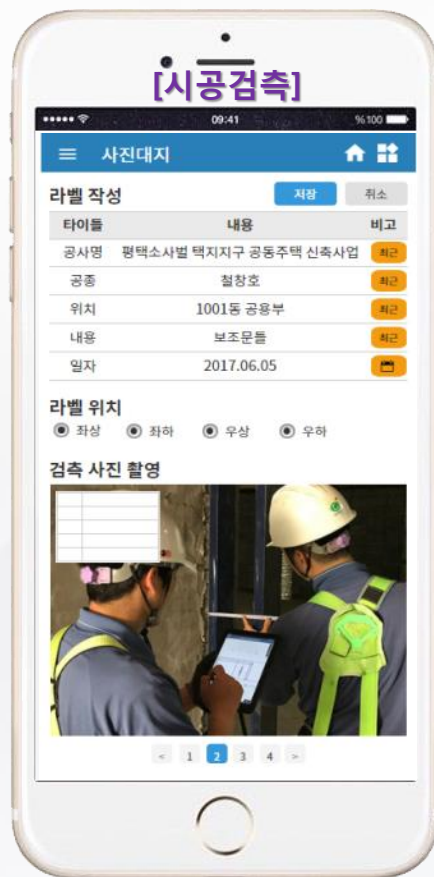 [시공검측]
09:41 %100
사진대지
라벨 작성 저장 취소
타이틀 내용 비고
공사명 평택소사벌 택지지구 공동주택 신축사업 최근
공종 철창호 최근
위치 1001동 공용부 최근
내용 보조문틀 최근
일자 2017.06.05
라벨 위치
좌상 좌하 우상 우하
검측 사진 촬영
< 1 2 3 4 >